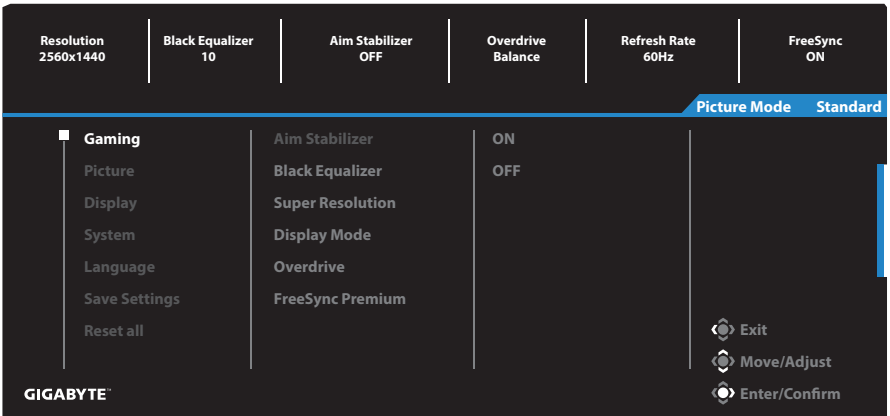 Resolution Black Equalizer Aim Stabilizer Overdrive Refresh Rate FreeSync
2560x1440 10 OFF Balance 60Hz ON
Picture Mode Standard
Gaming Aim Stabilizer ON
Picture Black Equalizer OFF
Display Super Resolution
System Display Mode
Language Overdrive
Save Settings FreeSync Premium
Reset all
Exit
Move/Adjust
GIGABYTE™ Enter/Confirm